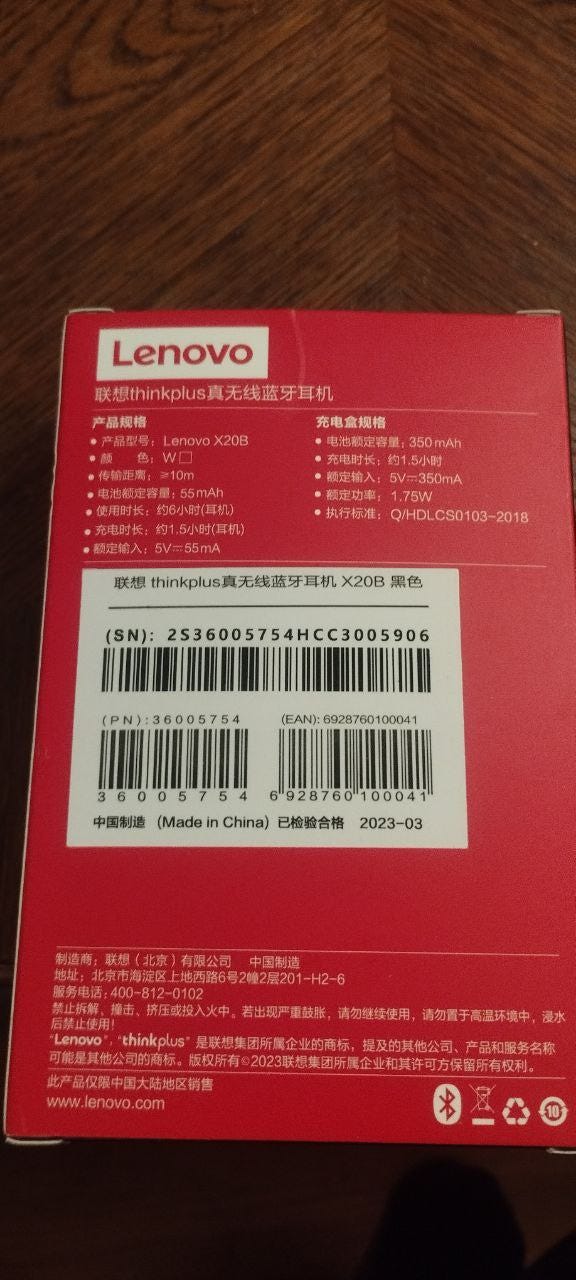 Lenovo
联想thinkplus真无线蓝牙耳机
产品规格
• 产品型号：Lenovo X20B
• 颜　　色：W□
• 传输距离：≥10m
• 电池额定容量：55mAh
• 使用时长：约6小时(耳机)
• 充电时长：约1.5小时(耳机)
• 额定输入：5V⎓55mA
充电盒规格
• 电池额定容量：350mAh
• 充电时长：约1.5小时
• 额定输入：5V⎓350mA
• 额定功率：1.75W
• 执行标准：Q/HDLCS0103-2018
联想 thinkplus真无线蓝牙耳机 X20B 黑色
(SN): 2S36005754HCC3005906
(PN):36005754
36005754
(EAN): 6928760100041
6 928760 100041
中国制造 （Made in China）已检验合格 2023-03
制造商：联想（北京）有限公司　中国制造
地址：北京市海淀区上地西路6号2幢2层201-H2-6
服务电话：400-812-0102
禁止拆解、撞击、挤压或投入火中。若出现严重鼓胀，请勿继续使用，请勿置于高温环境中，浸水
后禁止使用！
“Lenovo”，“thinkplus” 是联想集团所属企业的商标，提及的其他公司、产品和服务名称
可能是其他公司的商标。版权所有©2023联想集团所属企业和其许可方保留所有权利。
此产品仅限中国大陆地区销售
www.lenovo.com
10